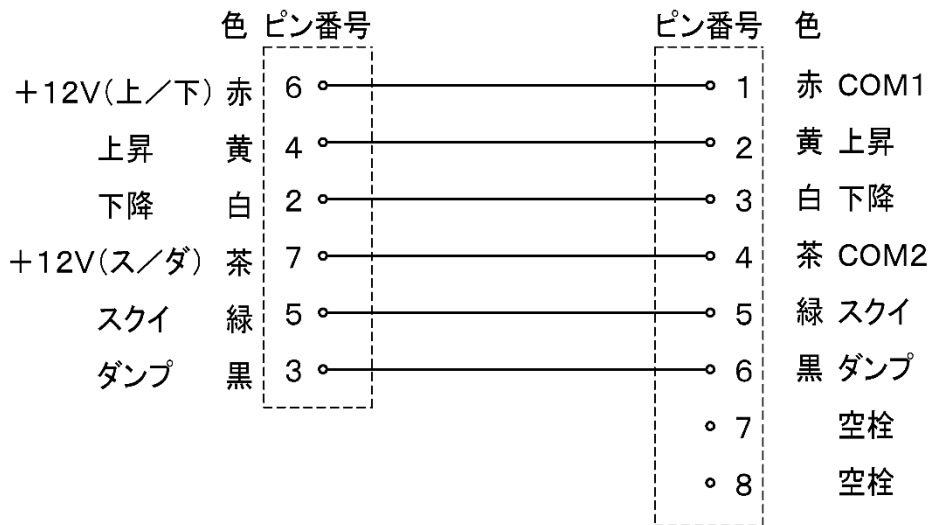 色 ピン番号 ピン番号 色
＋12V(上／下) 赤 6 1 赤 COM1
上昇 黄 4 2 黄 上昇
下降 白 2 3 白 下降
＋12V(ス／ダ) 茶 7 4 茶 COM2
スクイ 緑 5 5 緑 スクイ
ダンプ 黒 3 6 黒 ダンプ
7 空栓
8 空栓